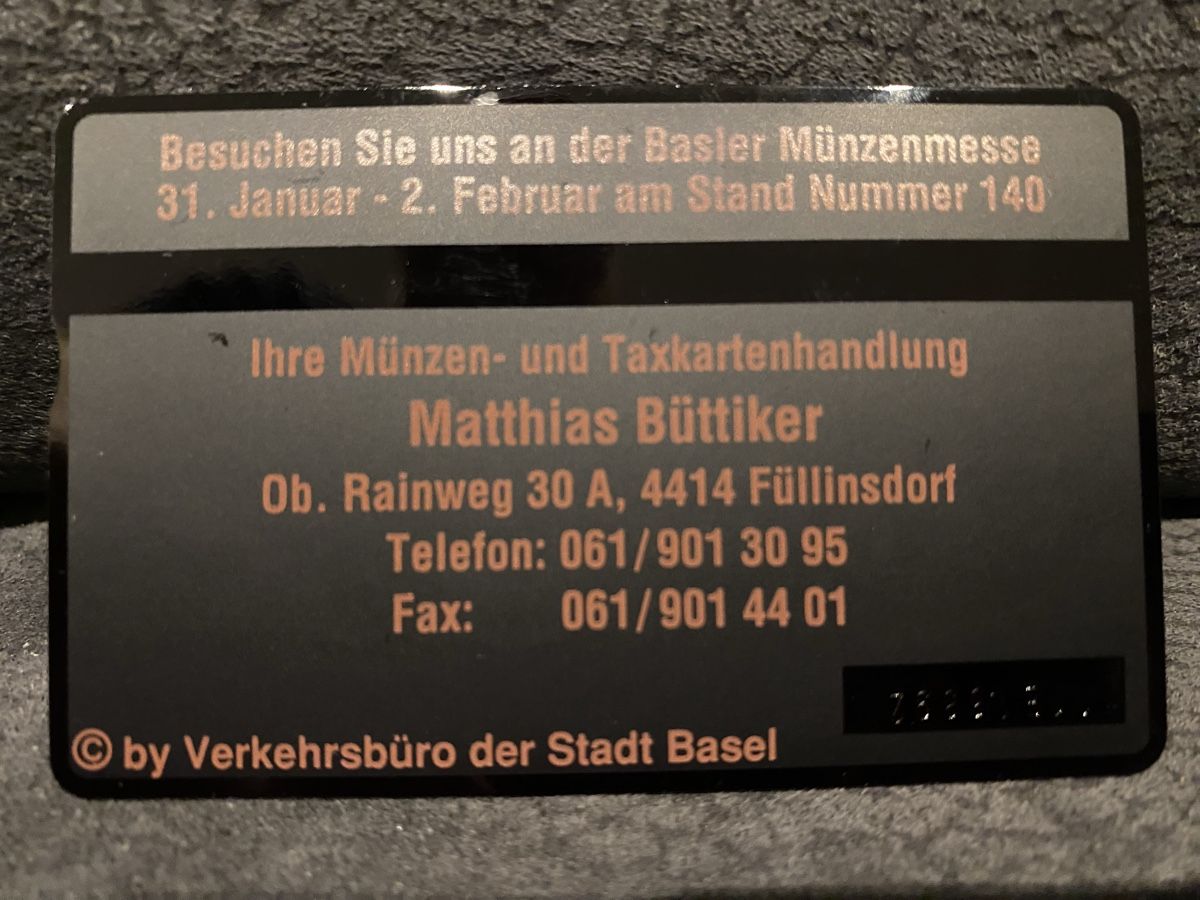 Besuchen Sie uns an der Basler Münzenmesse
31. Januar - 2. Februar am Stand Nummer 140
Ihre Münzen- und Taxkartenhandlung
Matthias Büttiker
Ob. Rainweg 30 A, 4414 Füllinsdorf
Telefon: 061/901 30 95
Fax: 061/901 44 01
© by Verkehrsbüro der Stadt Basel